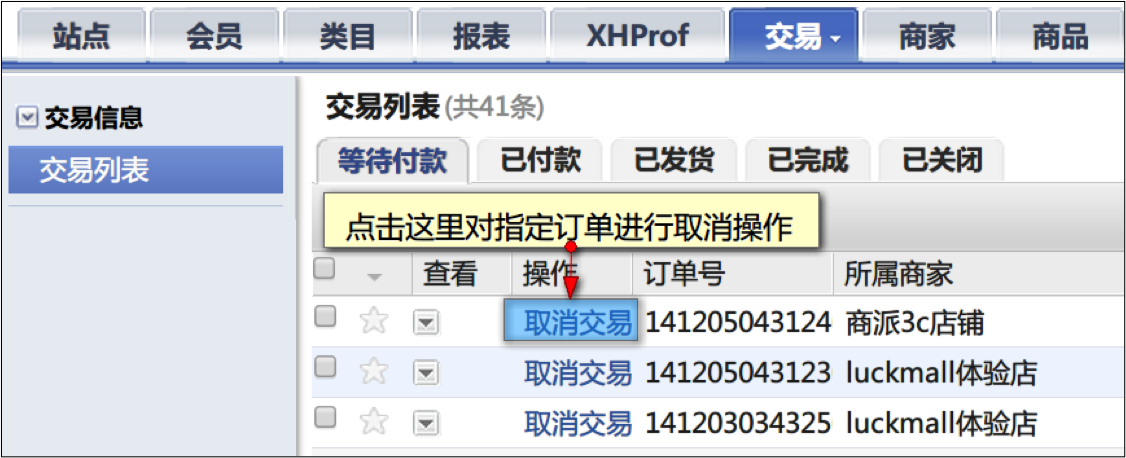 站点 会员 类目 报表 XHProf 交易 商家 商品
交易信息
交易列表
交易列表(共41条)
等待付款 已付款 已发货 已完成 已关闭
点击这里对指定订单进行取消操作
查看 操作 订单号 所属商家
取消交易 141205043124 商派3c店铺
取消交易 141205043123 luckmall体验店
取消交易 141203034325 luckmall体验店